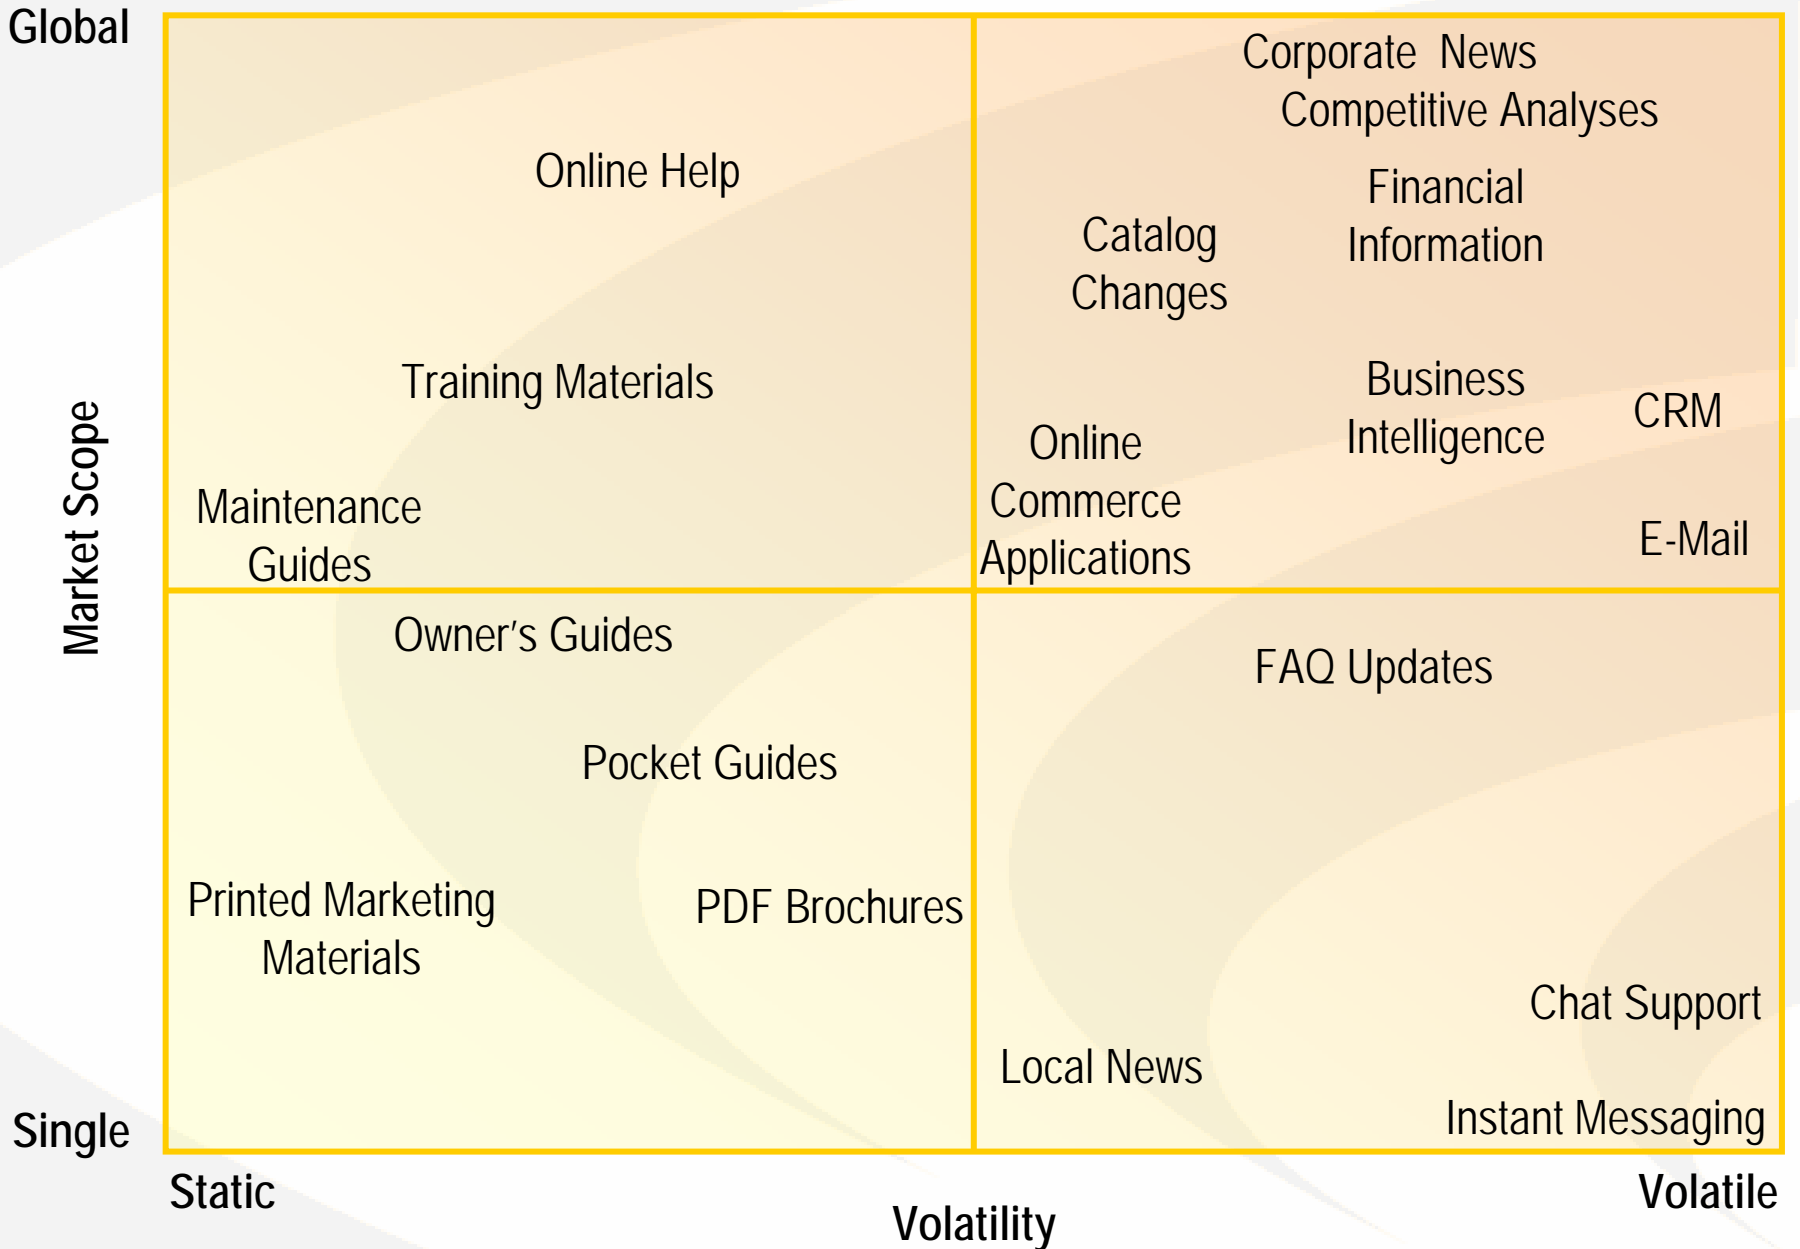 Global
Corporate News
Competitive Analyses
Online Help
Financial
Information
Catalog
Changes
Training Materials
Business
Intelligence
CRM
Online
Commerce
Applications
Maintenance
Guides
E-Mail
Market Scope
Owner's Guides
FAQ Updates
Pocket Guides
Printed Marketing
Materials
PDF Brochures
Chat Support
Local News
Instant Messaging
Single
Static
Volatile
Volatility